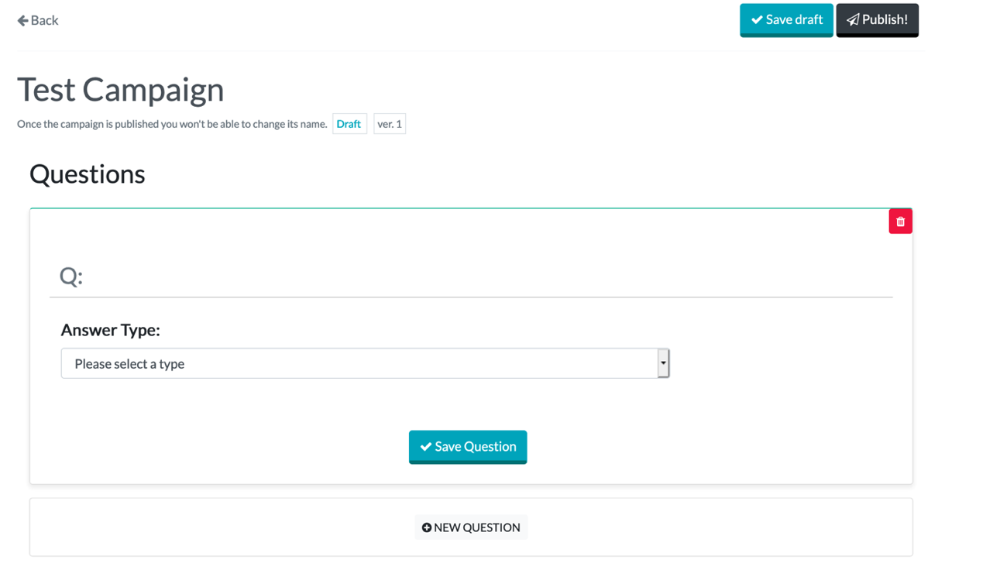 Back
Save draft
Publish!
Test Campaign
Once the campaign is published you won't be able to change its name. Draft ver. 1
Questions
Q:
Answer Type:
Please select a type
Save Question
NEW QUESTION